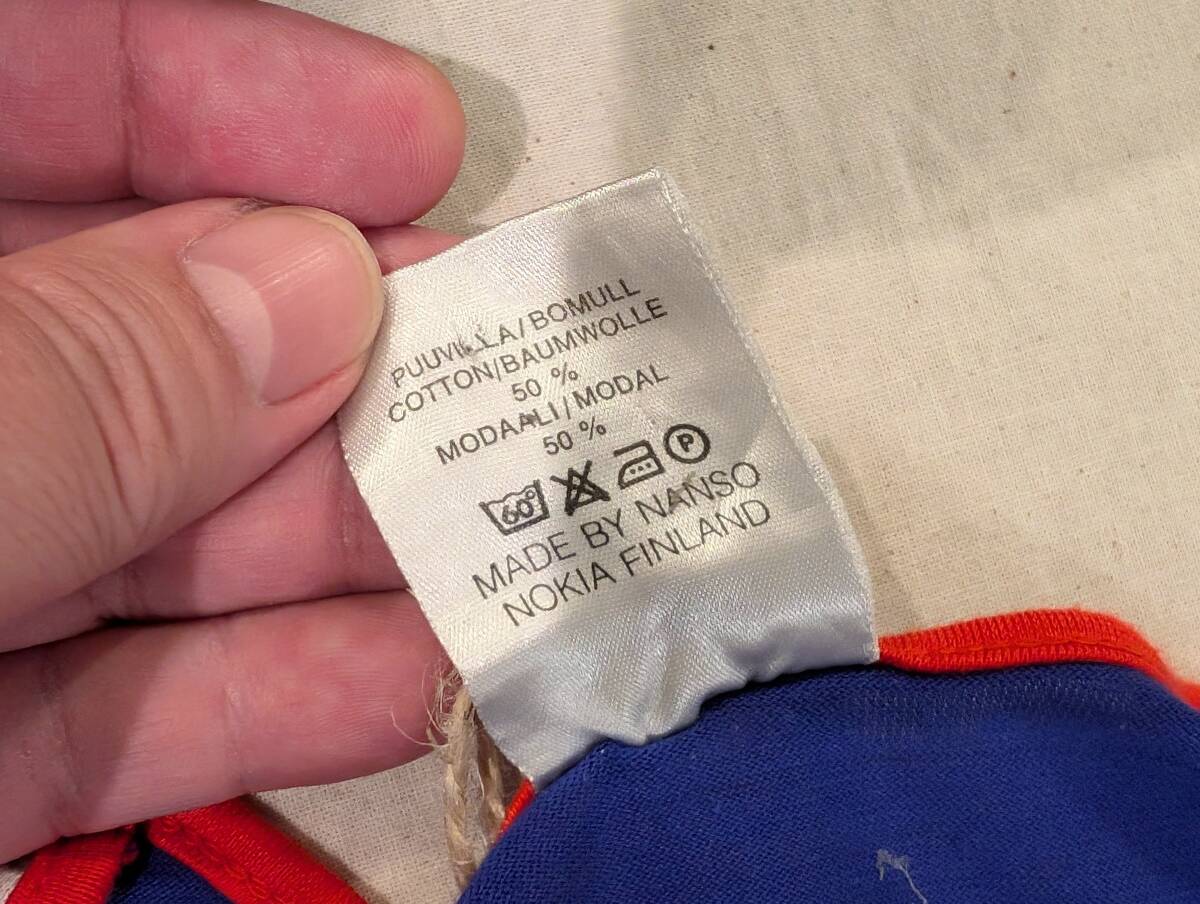 PUUVILLA/BOMULL
COTTON/BAUMWOLLE
50 %
MODAALI/MODAL
50 %
60° P
MADE BY NANSO
NOKIA FINLAND